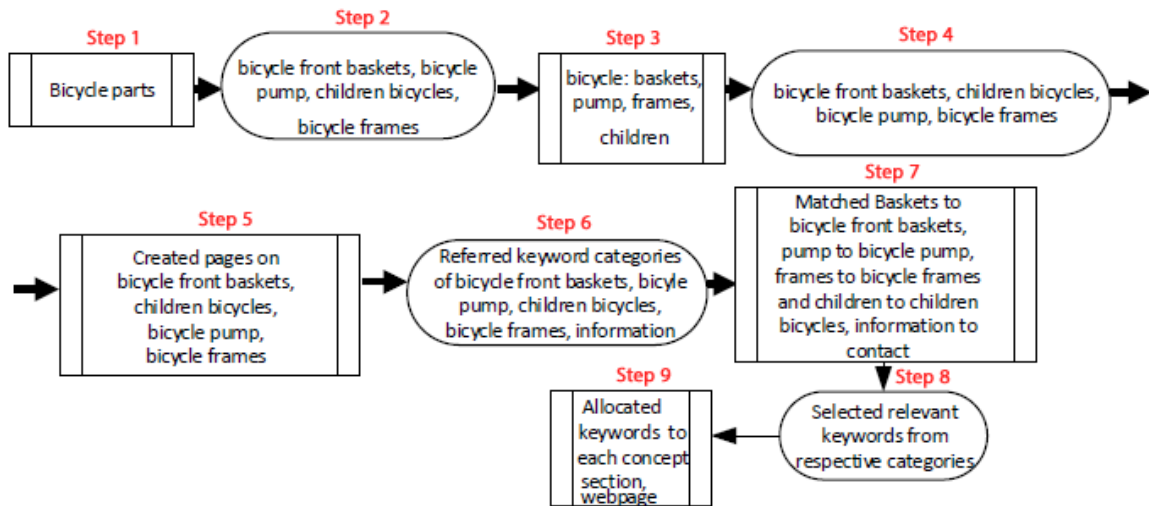 Step 1
Bicycle parts
Step 2
bicycle front baskets, bicycle
pump, children bicycles,
bicycle frames
Step 3
bicycle: baskets,
pump, frames,
children
Step 4
bicycle front baskets, children bicycles,
bicycle pump, bicycle frames
Step 5
Created pages on
bicycle front baskets,
children bicycles,
bicycle pump,
bicycle frames
Step 6
Referred keyword categories
of bicycle front baskets, bicyle
pump, children bicycles,
bicycle frames, information
Step 7
Matched Baskets to
bicycle front baskets,
pump to bicycle pump,
frames to bicycle frames
and children to children
bicycles, information to
contact
Step 8
Selected relevant
keywords from
respective categories
Step 9
Allocated
keywords to
each concept
section,
webpage